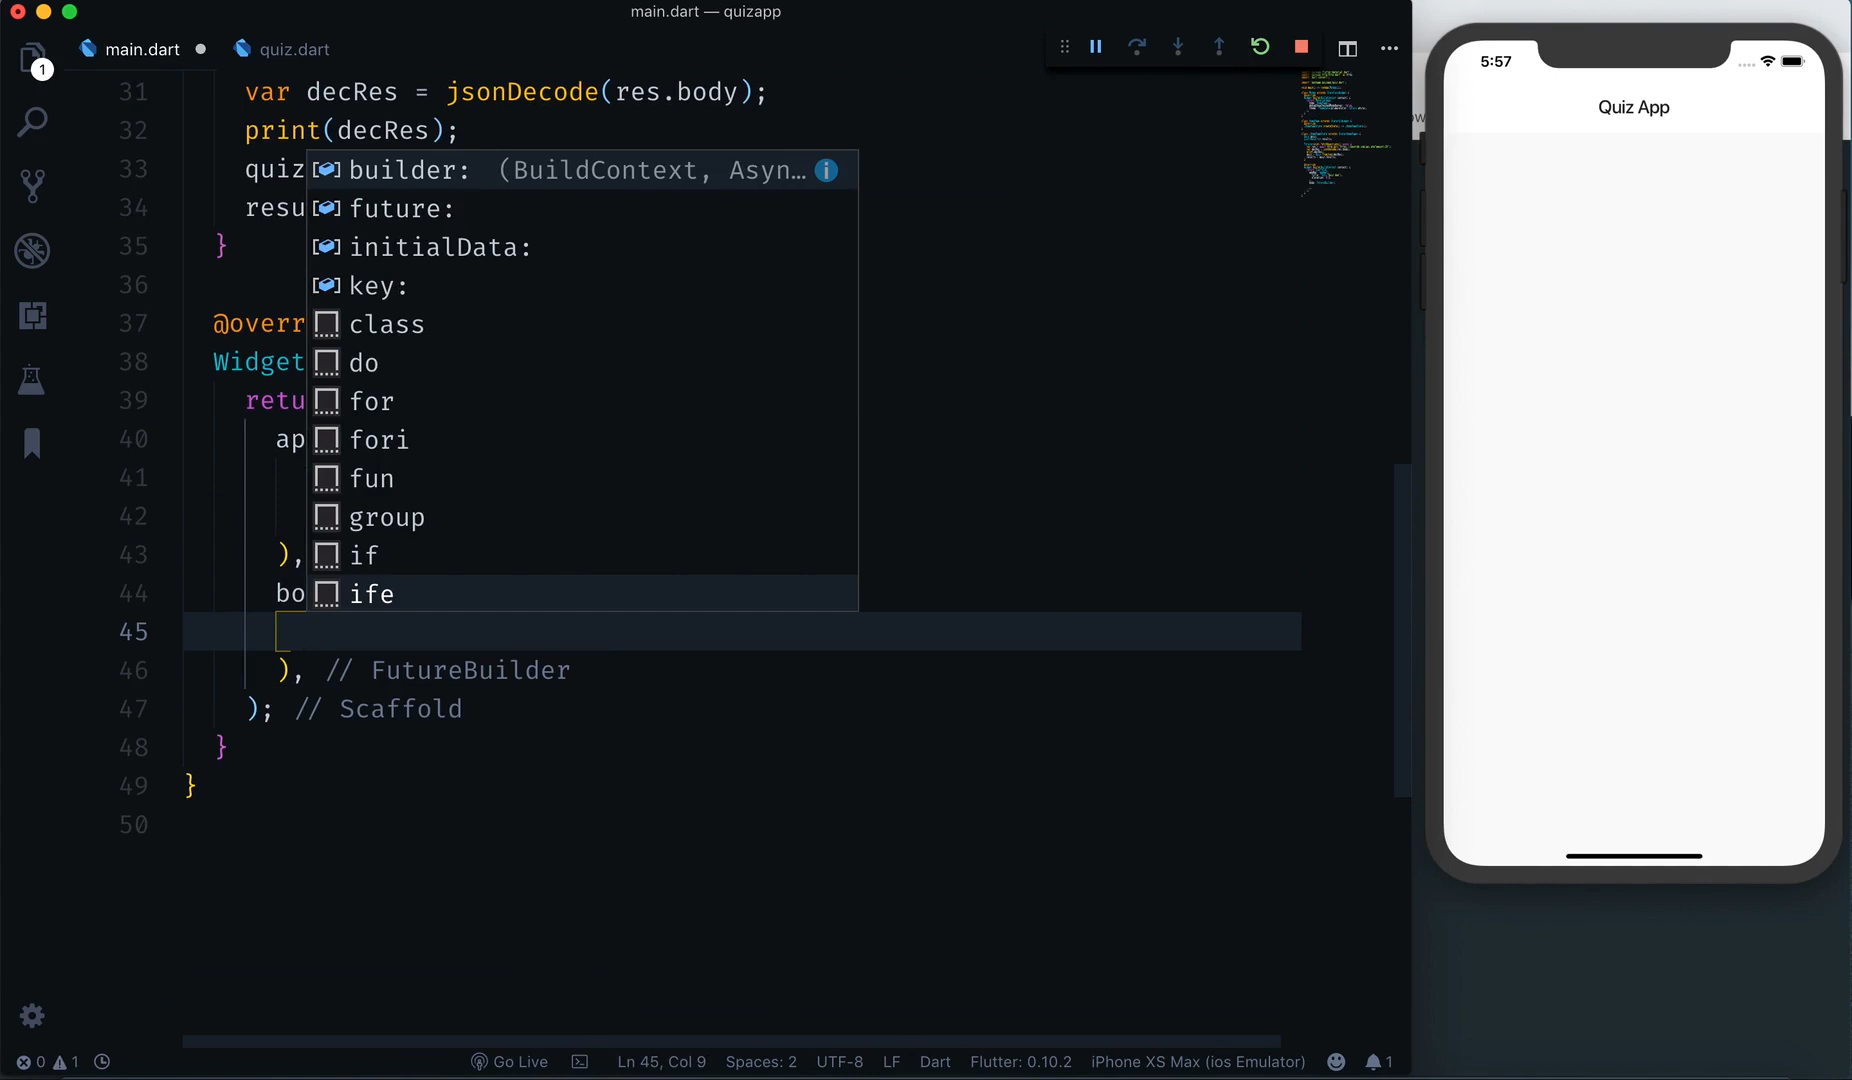 main.dart — quizapp
main.dart
quiz.dart
1
31 var decRes = jsonDecode(res.body);
32 print(decRes);
33 quiz
34 resu
35 }
36
37 @overr
38 Widget
39 retu
40 ap
41
42
43 ),
44 bo
45
46 ), // FutureBuilder
47 ); // Scaffold
48 }
49 }
50
builder: (BuildContext, Asyn...
future:
initialData:
key:
class
do
for
fori
fun
group
if
ife
0 1 Go Live Ln 45, Col 9 Spaces: 2 UTF-8 LF Dart Flutter: 0.10.2 iPhone XS Max (ios Emulator) 1
5:57
Quiz App